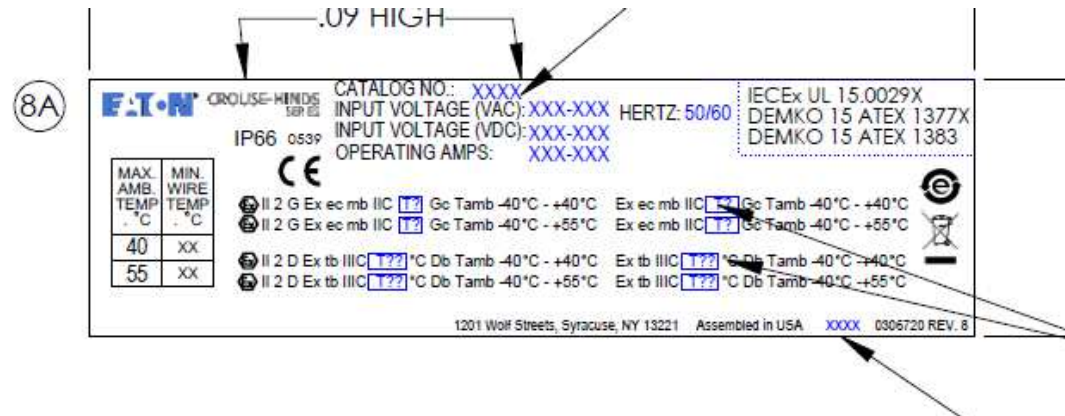 .09 HIGH
8A
EATON CROUSE-HINDS
SERIES
CATALOG NO.: XXXX
INPUT VOLTAGE (VAC): XXX-XXX HERTZ: 50/60
INPUT VOLTAGE (VDC): XXX-XXX
OPERATING AMPS: XXX-XXX
IECEx UL 15.0029X
DEMKO 15 ATEX 1377X
DEMKO 15 ATEX 1383
IP66 0539
CE
MAX. AMB. TEMP . °C
MIN. WIRE TEMP . °C
40 XX
55 XX
Ex II 2 G Ex ec mb IIC T? Gc Tamb -40°C - +40°C Ex ec mb IIC T? Gc Tamb -40°C - +40°C
Ex II 2 G Ex ec mb IIC T? Gc Tamb -40°C - +55°C Ex ec mb IIC T? Gc Tamb -40°C - +55°C
Ex II 2 D Ex tb IIIC T?? °C Db Tamb -40°C - +40°C Ex tb IIIC T?? °C Db Tamb -40°C - +40°C
Ex II 2 D Ex tb IIIC T?? °C Db Tamb -40°C - +55°C Ex tb IIIC T?? °C Db Tamb -40°C - +55°C
1201 Wolf Streets, Syracuse, NY 13221 Assembled in USA XXXX 0306720 REV. 8